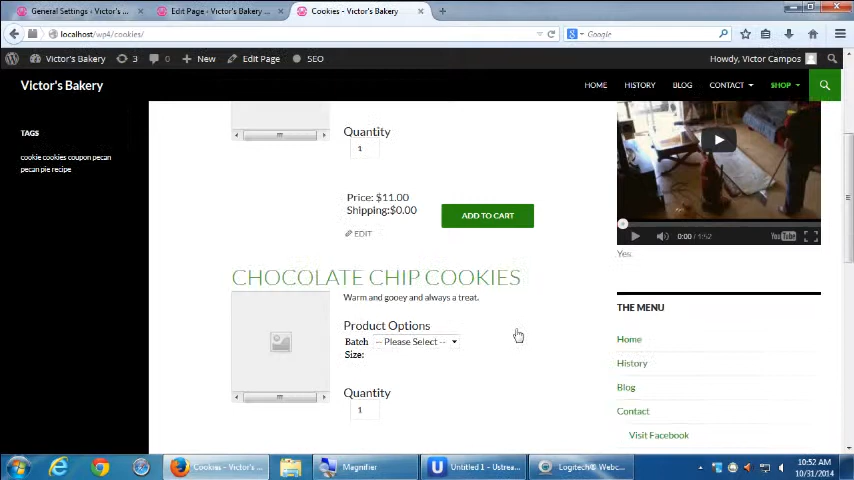 General Settings ‹ Victor's ...
Edit Page ‹ Victor's Bakery ...
Cookies - Victor's Bakery
localhost/wp4/cookies/
Google
Victor's Bakery
3
0
New
Edit Page
SEO
Howdy, Victor Campos
Victor's Bakery
HOME
HISTORY
BLOG
CONTACT
SHOP
TAGS
cookie cookies coupon pecan
pecan pie recipe
Quantity
1
Price: $11.00
Shipping:$0.00
ADD TO CART
EDIT
CHOCOLATE CHIP COOKIES
Warm and gooey and always a treat.
Product Options
Batch
Size:
-- Please Select --
Quantity
1
0:00 / 4:52
YouTube
Yes.
THE MENU
Home
History
Blog
Contact
Visit Facebook
Cookies - Victor's ...
Magnifier
Untitled 1 - Ustrea...
Logitech® Webc...
10:52 AM
10/31/2014